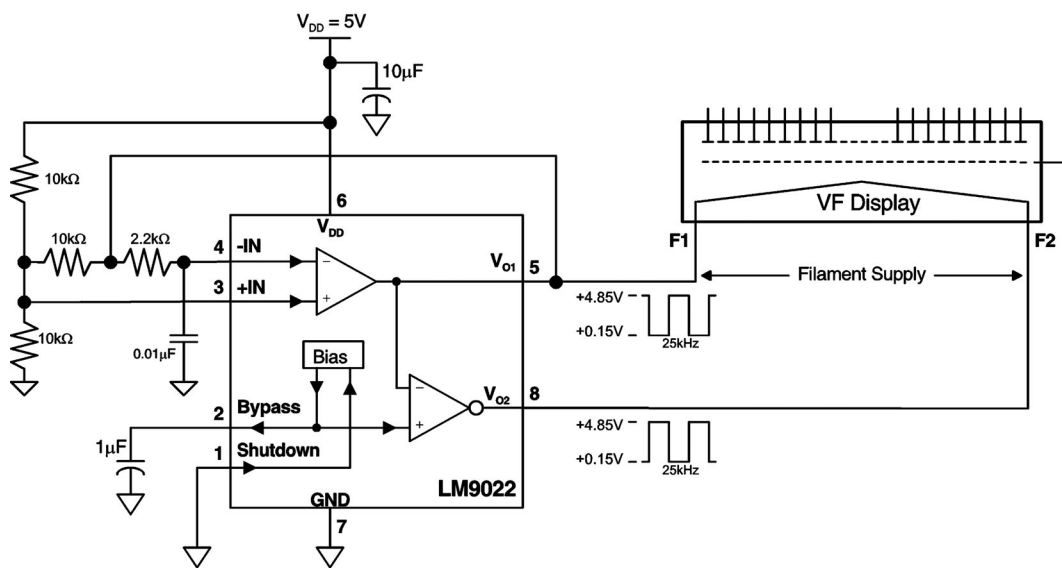 V_DD = 5V
10μF
10kΩ
6
V_DD
VF Display
F1
F2
10kΩ
2.2kΩ
4
-IN
V_O1
5
Filament Supply
3
+IN
+4.85V
+0.15V
25kHz
10kΩ
0.01μF
Bias
V_O2
8
2
Bypass
+4.85V
+0.15V
25kHz
1μF
1
Shutdown
LM9022
GND
7